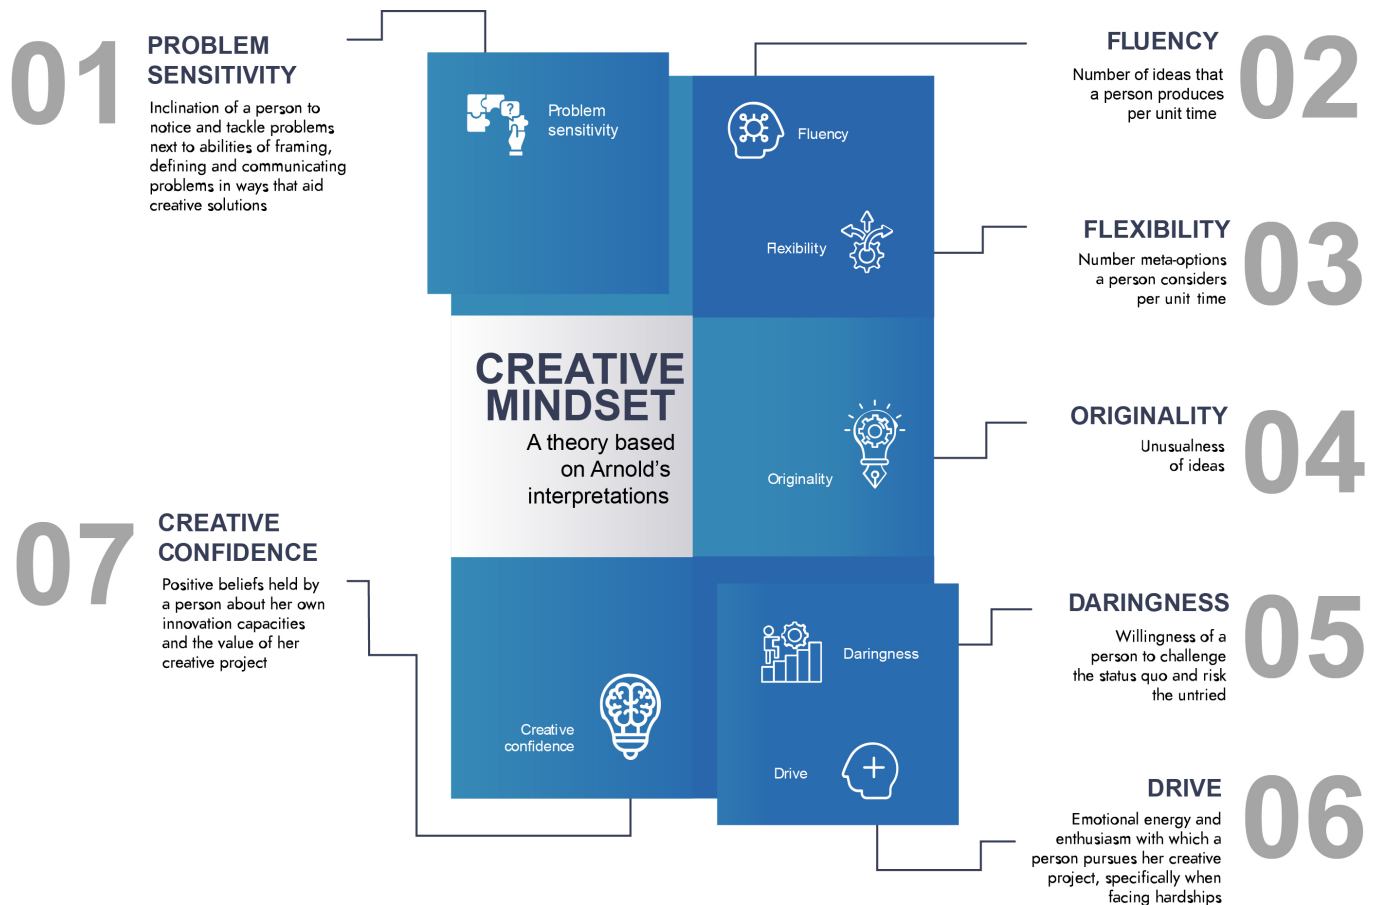 01
PROBLEM
SENSITIVITY
Inclination of a person to
notice and tackle problems
next to abilities of framing,
defining and communicating
problems in ways that aid
creative solutions
Problem
sensitivity
?
Fluency
Flexibility
FLUENCY
Number of ideas that
a person produces
per unit time
02
FLEXIBILITY
Number meta-options
a person considers
per unit time
03
CREATIVE
MINDSET
A theory based
on Arnold's
interpretations
Originality
ORIGINALITY
Unusualness
of ideas
04
07
CREATIVE
CONFIDENCE
Positive beliefs held by
a person about her own
innovation capacities
and the value of her
creative project
Creative
confidence
Daringness
Drive
DARINGNESS
Willingness of a
person to challenge
the status quo and risk
the untried
05
DRIVE
Emotional energy and
enthusiasm with which a
person pursues her creative
project, specifically when
facing hardships
06